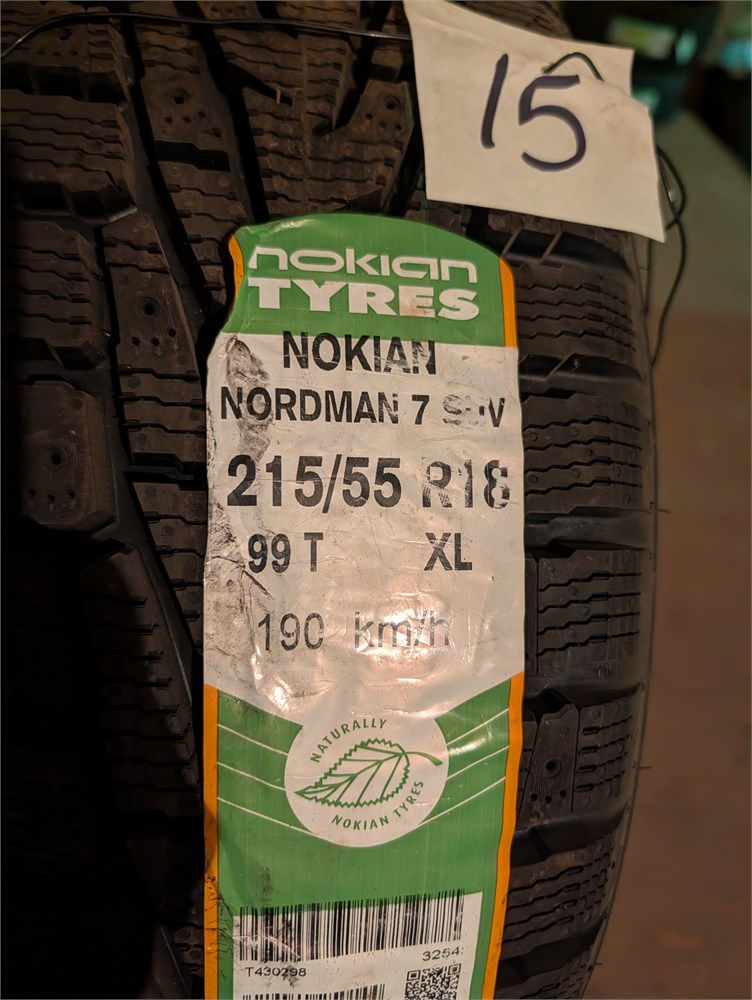 15
nokian
TYRES
NOKIAN
NORDMAN 7 SUV
215/55 R18
99 T XL
190 km/h
NATURALLY
NOKIAN TYRES
T430298 3254